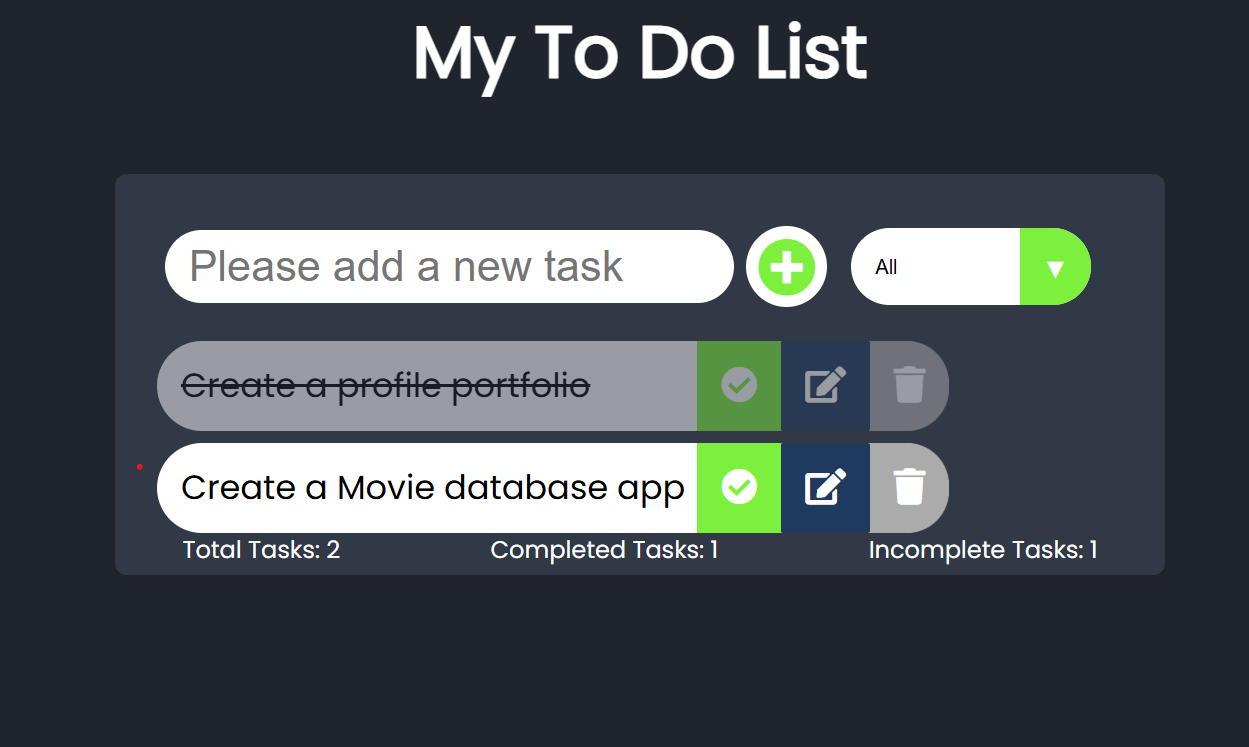 My To Do List
Please add a new task
All
Create a profile portfolio
Create a Movie database app
Total Tasks: 2 Completed Tasks: 1 Incomplete Tasks: 1